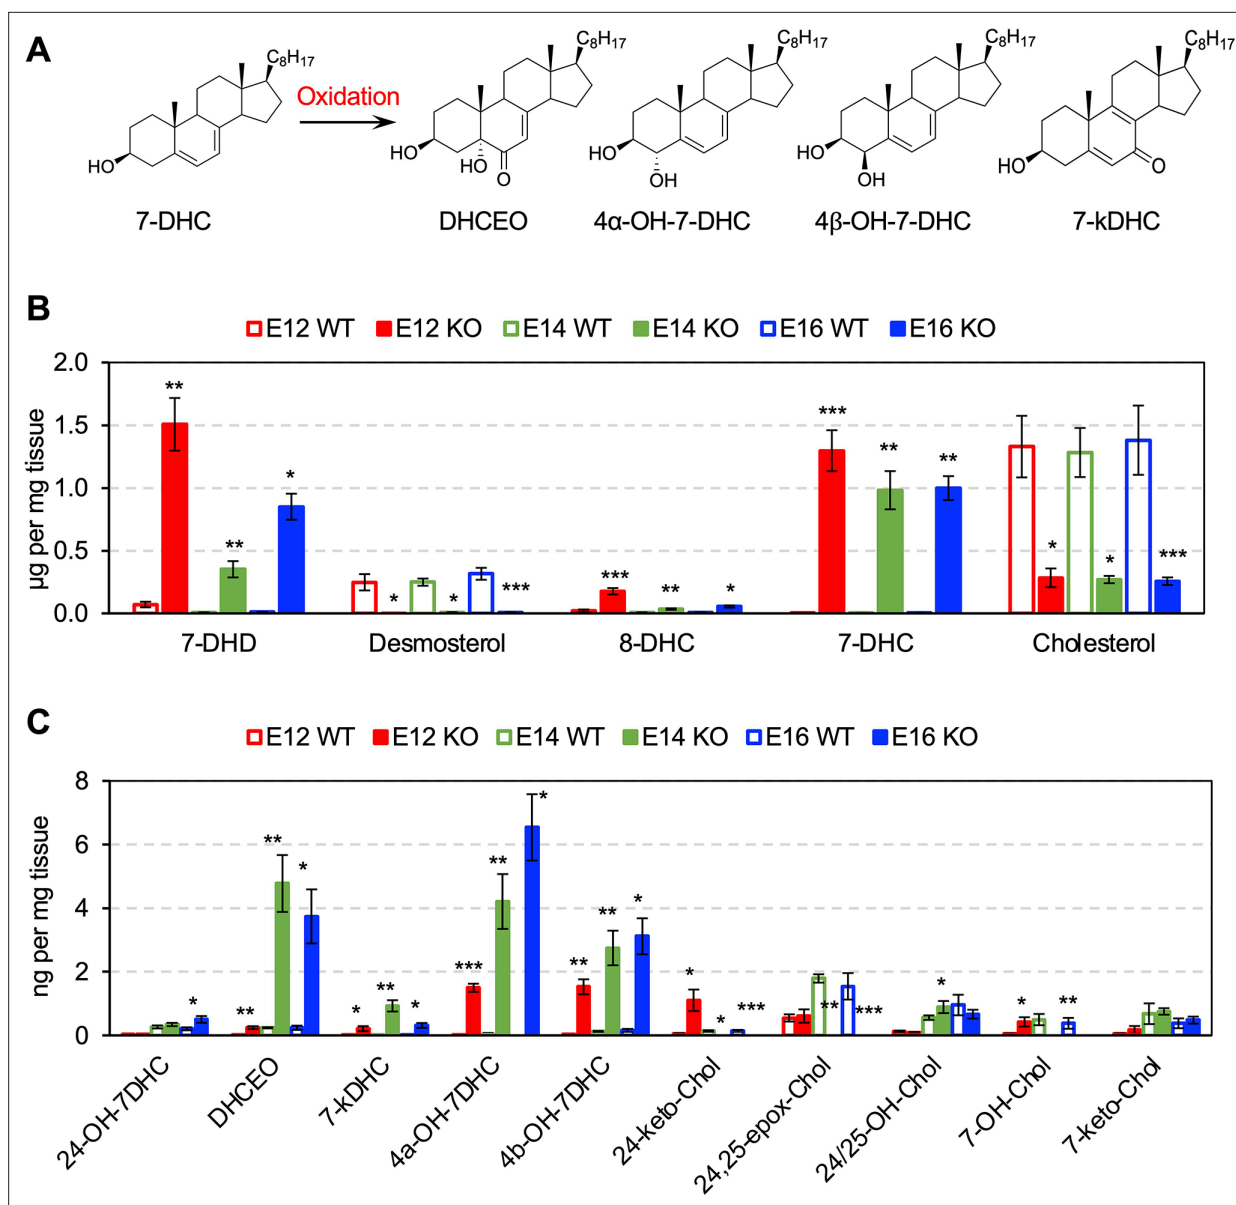 A
C₈H₁₇ C₈H₁₇ C₈H₁₇ C₈H₁₇ C₈H₁₇
Oxidation
HO HO OH O HO OH HO OH HO O
7-DHC DHCEO 4α-OH-7-DHC 4β-OH-7-DHC 7-kDHC
B
E12 WT E12 KO E14 WT E14 KO E16 WT E16 KO
µg per mg tissue
2.0
1.5
1.0
0.5
0.0
** ** * * * *** *** ** * *** ** ** * * ***
7-DHD Desmosterol 8-DHC 7-DHC Cholesterol
C
E12 WT E12 KO E14 WT E14 KO E16 WT E16 KO
ng per mg tissue
8
6
4
2
0
* ** ** * * ** * *** ** * ** ** * * * *** ** *** * * **
24-OH-7DHC DHCEO 7-kDHC 4a-OH-7DHC 4b-OH-7DHC 24-keto-Chol 24,25-epox-Chol 24/25-OH-Chol 7-OH-Chol 7-keto-Chol